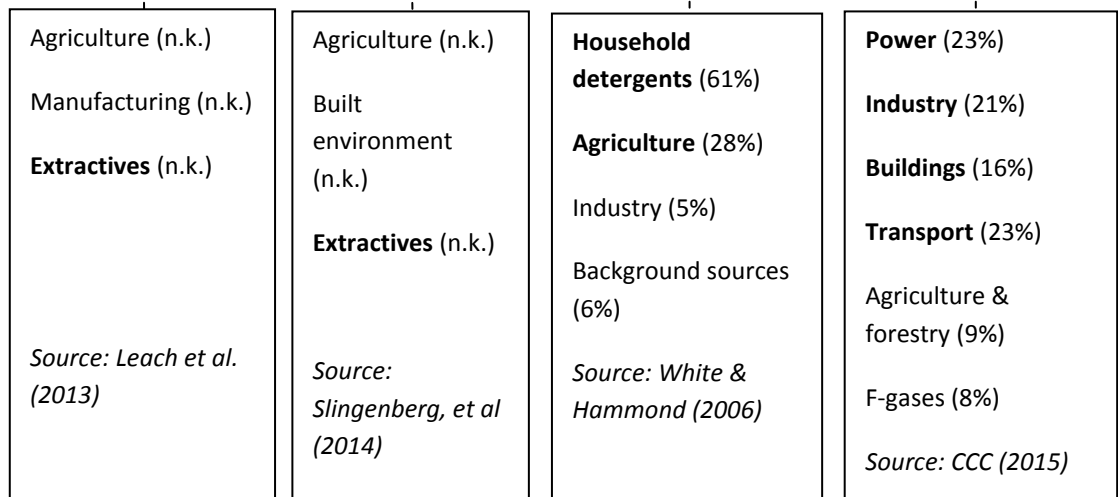 Agriculture (n.k.)
Manufacturing (n.k.)
Extractives (n.k.)
Source: Leach et al.
(2013)
Agriculture (n.k.)
Built
environment
(n.k.)
Extractives (n.k.)
Source:
Slingenberg, et al
(2014)
Household
detergents (61%)
Agriculture (28%)
Industry (5%)
Background sources
(6%)
Source: White &
Hammond (2006)
Power (23%)
Industry (21%)
Buildings (16%)
Transport (23%)
Agriculture &
forestry (9%)
F-gases (8%)
Source: CCC (2015)